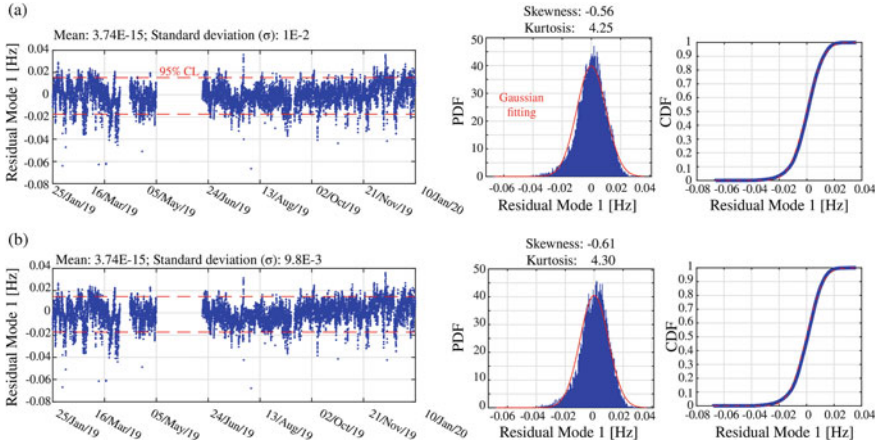 (a)
Mean: 3.74E-15; Standard deviation (σ): 1E-2
Residual Mode 1 [Hz]
0.04
0.02
0
-0.02
-0.04
-0.06
-0.08
95% CL
25/Jan/19
16/Mar/19
05/May/19
24/Jun/19
13/Aug/19
02/Oct/19
21/Nov/19
10/Jan/20
Skewness: -0.56
Kurtosis: 4.25
PDF
50
40
30
20
10
0
Gaussian
fitting
-0.06 -0.04 -0.02 0 0.02 0.04
Residual Mode 1 [Hz]
CDF
1
0.9
0.8
0.7
0.6
0.5
0.4
0.3
0.2
0.1
0
-0.08 -0.06 -0.04 -0.02 0 0.02 0.04
Residual Mode 1 [Hz]
(b)
Mean: 3.74E-15; Standard deviation (σ): 9.8E-3
Residual Mode 1 [Hz]
0.04
0.02
0
-0.02
-0.04
-0.06
-0.08
25/Jan/19
16/Mar/19
05/May/19
24/Jun/19
13/Aug/19
02/Oct/19
21/Nov/19
10/Jan/20
Skewness: -0.61
Kurtosis: 4.30
PDF
50
40
30
20
10
0
-0.06 -0.04 -0.02 0 0.02 0.04
Residual Mode 1 [Hz]
CDF
1
0.9
0.8
0.7
0.6
0.5
0.4
0.3
0.2
0.1
0
-0.08 -0.06 -0.04 -0.02 0 0.02 0.04
Residual Mode 1 [Hz]